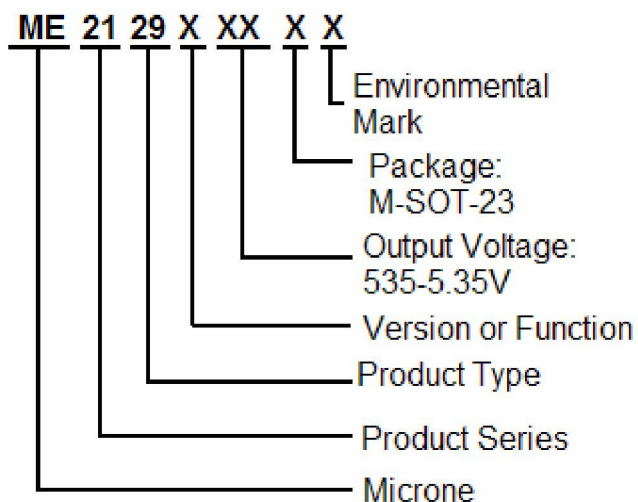 ME 21 29 X XX X X
Environmental
Mark
Package:
M-SOT-23
Output Voltage:
535-5.35V
Version or Function
Product Type
Product Series
Microne